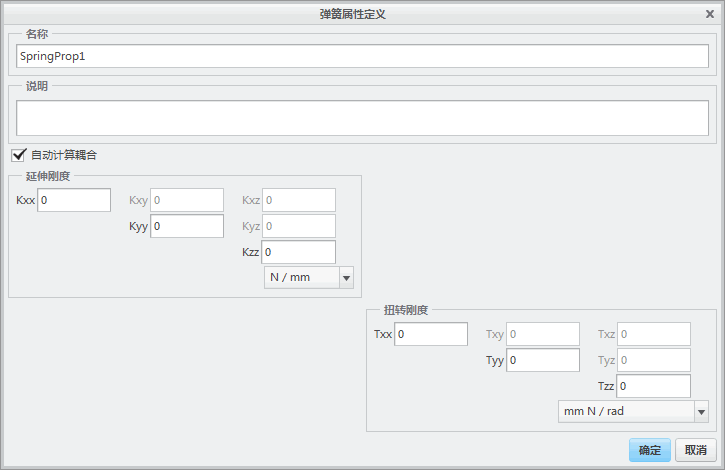 弹簧属性定义
名称
SpringProp1
说明
自动计算耦合
延伸刚度
Kxx 0 Kxy 0 Kxz 0
Kyy 0 Kyz 0
Kzz 0
N / mm
扭转刚度
Txx 0 Txy 0 Txz 0
Tyy 0 Tyz 0
Tzz 0
mm N / rad
确定 取消